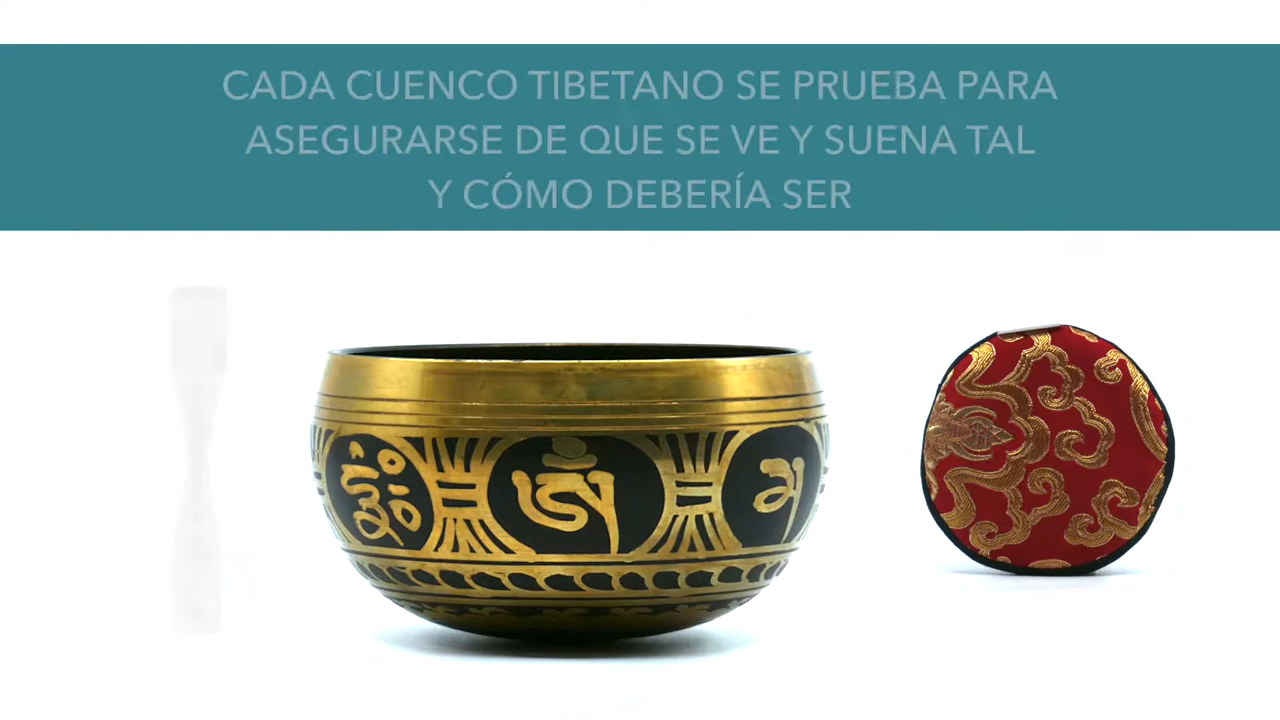 CADA CUENCO TIBETANO SE PRUEBA PARA
ASEGURARSE DE QUE SE VE Y SUENA TAL
Y CÓMO DEBERÍA SER